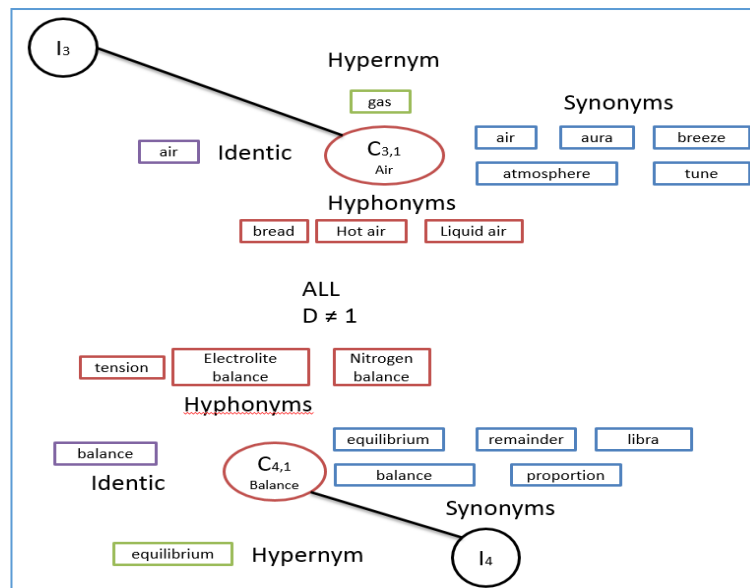 I3
Hypernym
gas
Synonyms
air
aura
breeze
air
Identic
C3,1
Air
atmosphere
tune
Hyphonyms
bread
Hot air
Liquid air
ALL
D ≠ 1
tension
Electrolite
balance
Nitrogen
balance
Hyphonyms
equilibrium
remainder
libra
balance
Identic
C4,1
Balance
balance
proportion
Synonyms
equilibrium
Hypernym
I4